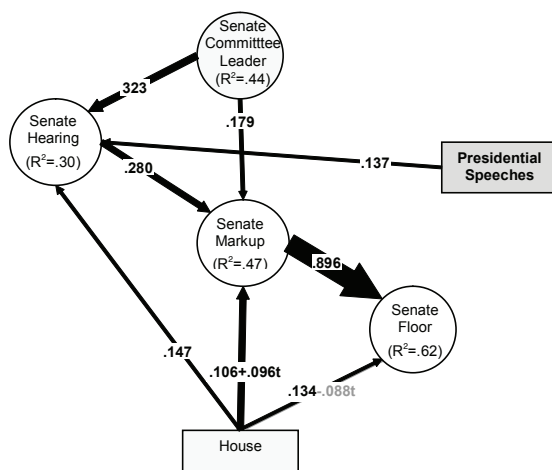 Senate
Committtee
Leader
(R²=.44)
323
.179
Senate
Hearing
(R²=.30)
.137
Presidential
Speeches
.280
Senate
Markup
(R²=.47)
.896
Senate
Floor
(R²=.62)
.147
.106+.096t
.134-.088t
House